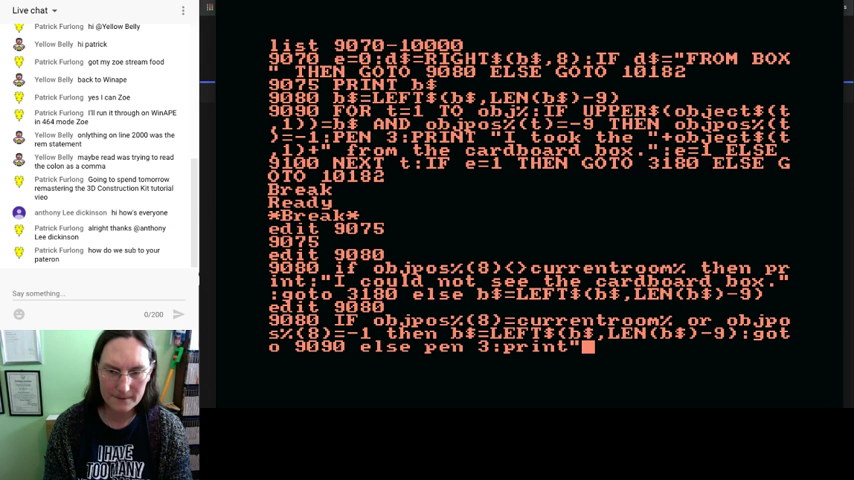 Live chat
Patrick Furlong hi @Yellow Belly
Yellow Belly hi patrick
Patrick Furlong got my zoe stream food
Yellow Belly back to Winape
Patrick Furlong yes I can Zoe
Patrick Furlong I'll run it through on WinAPE
in 464 mode Zoe
Yellow Belly onlything on line 2000 was the
rem statement
Yellow Belly maybe read was trying to read
the colon as a comma
Patrick Furlong Going to spend tomorrow
remastering the 3D Construction Kit tutorial
vieo
anthony Lee dickinson hi how's everyone
Patrick Furlong alright thanks @anthony
Lee dickinson
Patrick Furlong how do we sub to your
pateron
Say something...
0/200
I HAVE
TOO MANY
list 9070-10000
9070 e=0:d$=RIGHT$(b$,8):IF d$="FROM BOX
" THEN GOTO 9080 ELSE GOTO 10182
9075 PRINT b$
9080 b$=LEFT$(b$,LEN(b$)-9)
9090 FOR t=1 TO obj%:IF UPPER$(object$(t
,1))=b$ AND objpos%(t)=-9 THEN objpos%(t
)=-1:PEN 3:PRINT "I took the "+object$(t
,1)+" from the cardboard box.":e=1 ELSE
9100 NEXT t:IF e=1 THEN GOTO 3180 ELSE G
OTO 10182
Break
Ready
*Break*
edit 9075
9075
edit 9080
9080 if objpos%(8)<>currentroom% then pr
int:"I could not see the cardboard box."
:goto 3180 else b$=LEFT$(b$,LEN(b$)-9)
edit 9080
9080 IF objpos%(8)=currentroom% or objpo
s%(8)=-1 then b$=LEFT$(b$,LEN(b$)-9):got
o 9090 else pen 3:print"